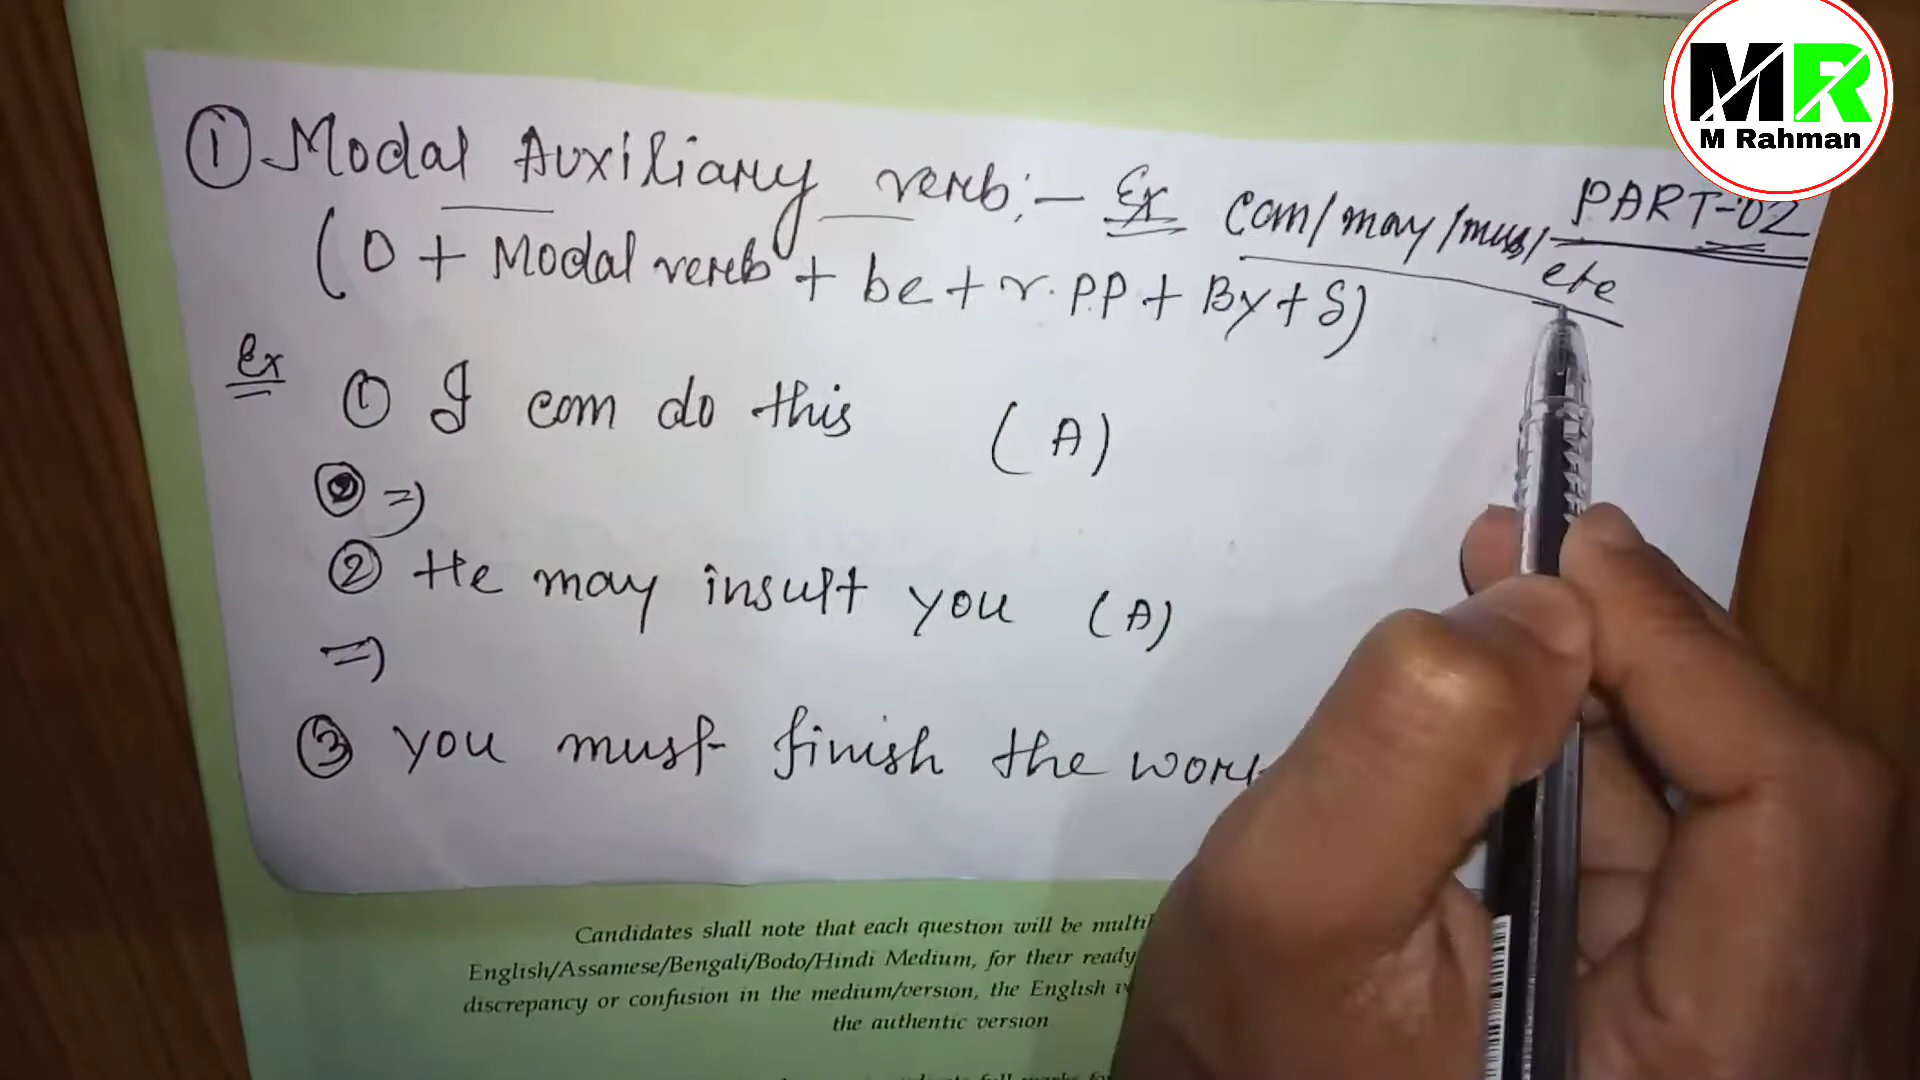 MR
M Rahman
PART-02
① Modal Auxiliary verb:- Ex can/may/must/etc
(O + Modal verb + be + v.pp + By + S)
Ex ① I can do this (A)
② =>
② He may insult you (A)
=>
③ you must finish the work
Candidates shall note that each question will be multi
English/Assamese/Bengali/Bodo/Hindi Medium, for their ready
discrepancy or confusion in the medium/version, the English v
the authentic version